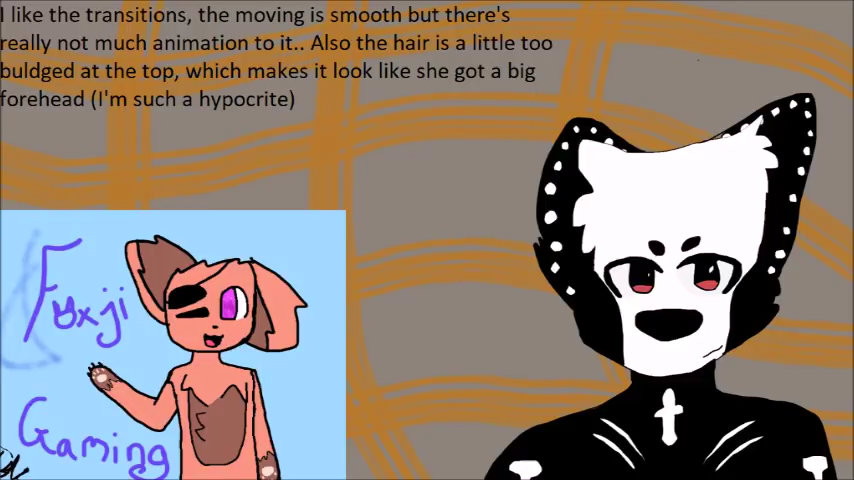 I like the transitions, the moving is smooth but there's
really not much animation to it.. Also the hair is a little too
buldged at the top, which makes it look like she got a big
forehead (I'm such a hypocrite)
Foxji
Gaming